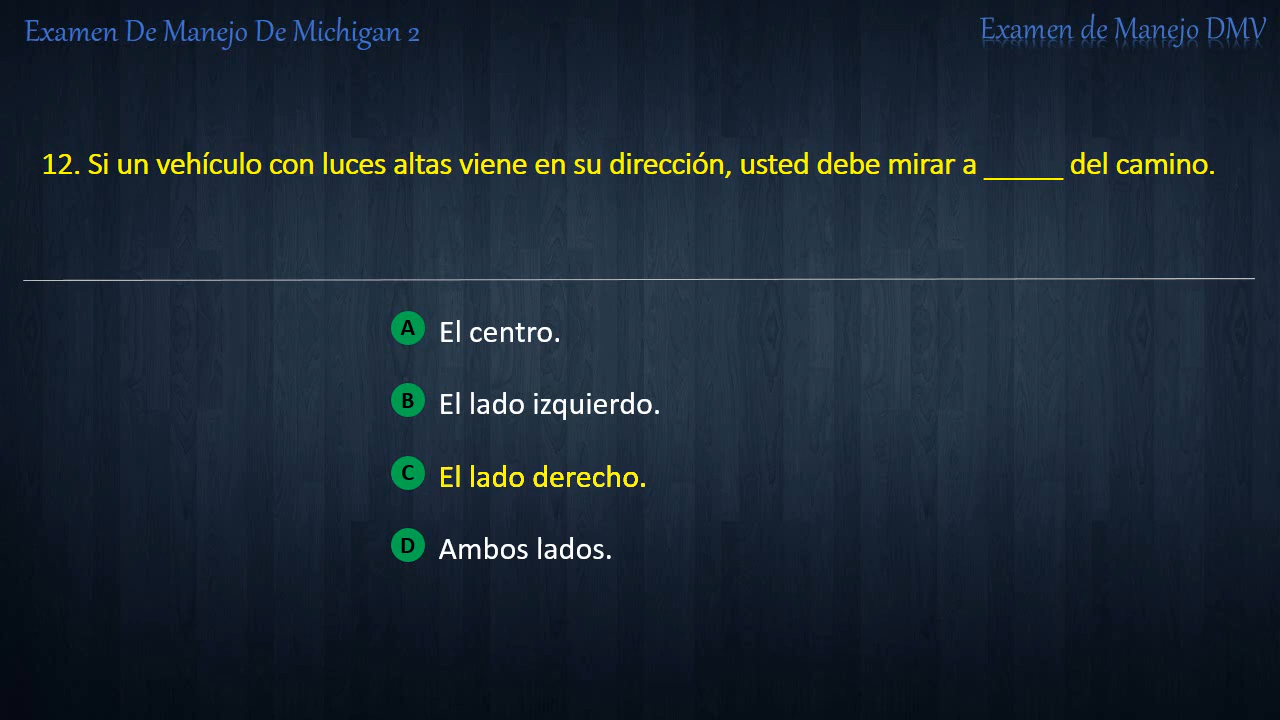 Examen De Manejo De Michigan 2
Examen de Manejo DMV
12. Si un vehículo con luces altas viene en su dirección, usted debe mirar a _____ del camino.
A El centro.
B El lado izquierdo.
C El lado derecho.
D Ambos lados.